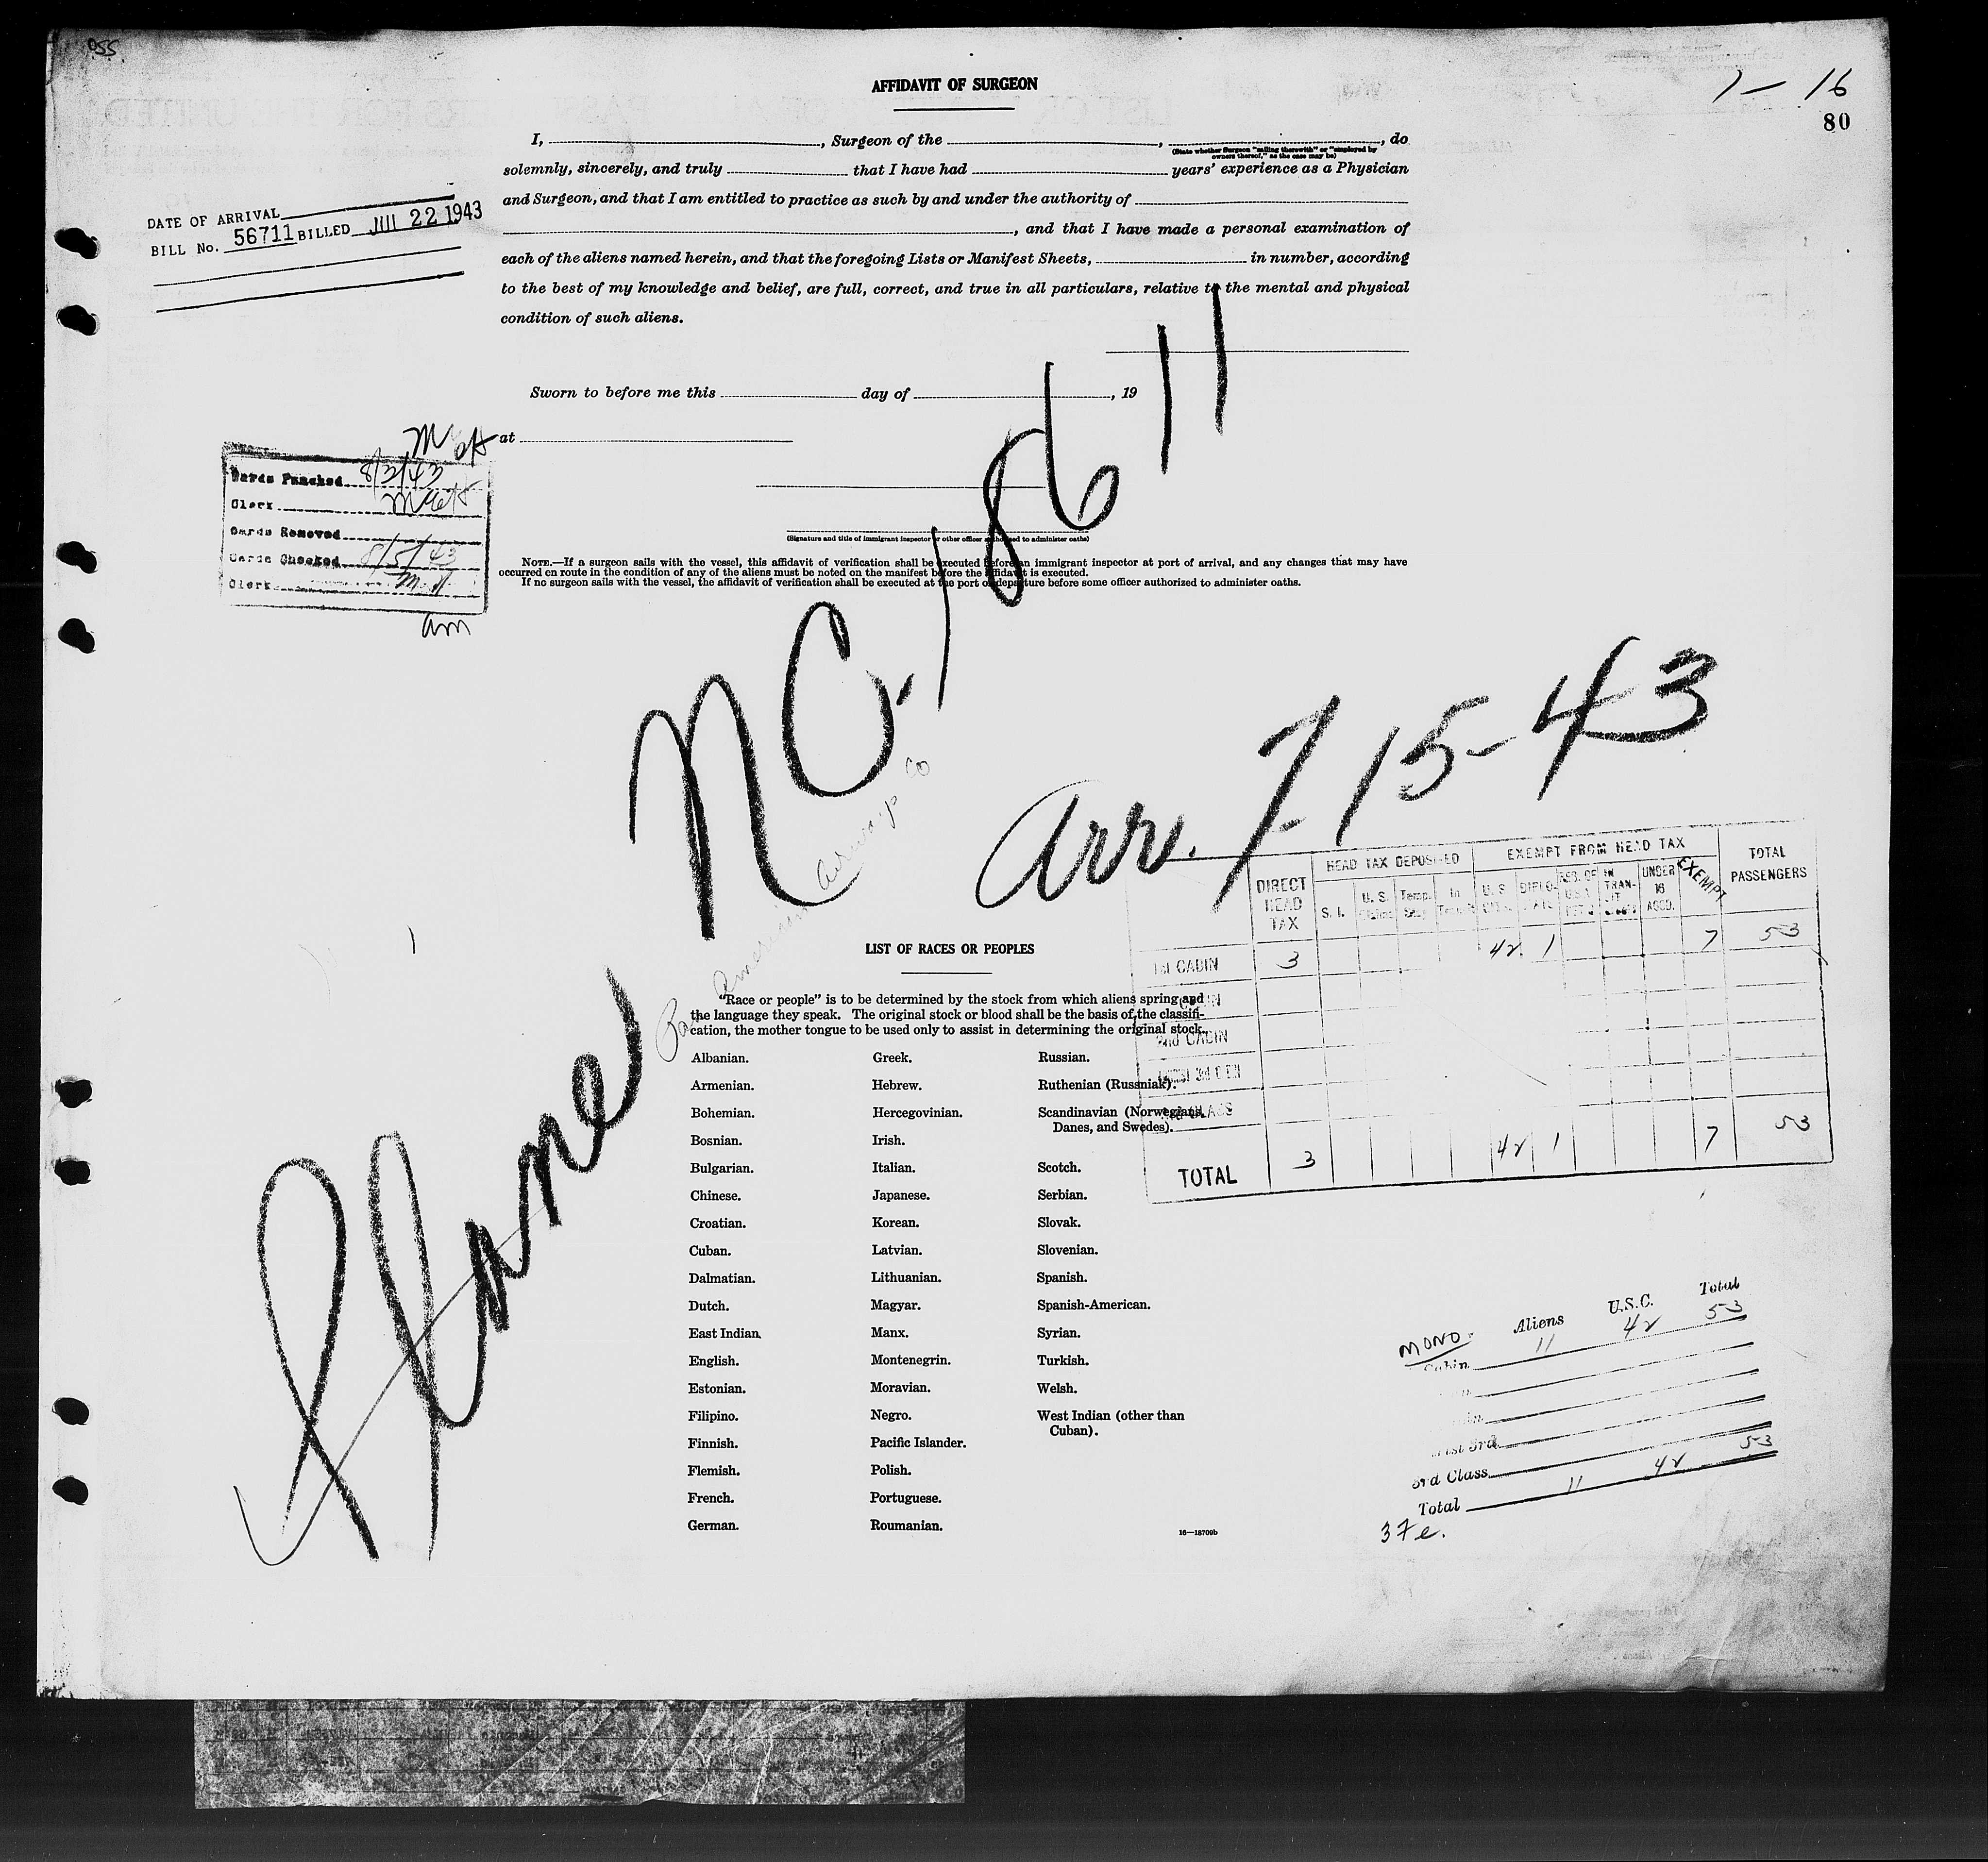 055
AFFIDAVIT OF SURGEON
1 — 16
80
I, , Surgeon of the , , do
(State whether Surgeon "sailing therewith" or "employed by owners thereof," as the case may be)
solemnly, sincerely, and truly that I have had years' experience as a Physician
and Surgeon, and that I am entitled to practice as such by and under the authority of
, and that I have made a personal examination of
each of the aliens named herein, and that the foregoing Lists or Manifest Sheets, in number, according
to the best of my knowledge and belief, are full, correct, and true in all particulars, relative to the mental and physical
condition of such aliens.
DATE OF ARRIVAL
BILL No. 56711 BILLED JUL 22 1943
Sworn to before me this day of , 19
at
Cards Punched 8/3/43
Clerk
Cards Removed
Cards Checked 8/5/43
Clerk
am
(Signature and title of immigrant inspector or other officer authorized to administer oaths)
NOTE.—If a surgeon sails with the vessel, this affidavit of verification shall be executed before an immigrant inspector at port of arrival, and any changes that may have
occurred en route in the condition of any of the aliens must be noted on the manifest before the affidavit is executed.
If no surgeon sails with the vessel, the affidavit of verification shall be executed at the port of departure before some officer authorized to administer oaths.
Plane NC-18611
Pan American Airways Co
Arr. 7-15-43
DIRECT HEAD TAX
HEAD TAX DEPOSITED
S. I.
U. S.
Temp. Stay
In
EXEMPT FROM HEAD TAX
U. S.
DIPLO-
IN TRAN-
UNDER 16 ACCD.
EXEMPT
TOTAL PASSENGERS
1st CABIN 3 42 1 7 53
CABIN
2nd CABIN
CLASS
TOTAL 3 42 1 7 53
LIST OF RACES OR PEOPLES
"Race or people" is to be determined by the stock from which aliens spring and
the language they speak. The original stock or blood shall be the basis of the classifi-
cation, the mother tongue to be used only to assist in determining the original stock.
Albanian.
Armenian.
Bohemian.
Bosnian.
Bulgarian.
Chinese.
Croatian.
Cuban.
Dalmatian.
Dutch.
East Indian.
English.
Estonian.
Filipino.
Finnish.
Flemish.
French.
German.
Greek.
Hebrew.
Hercegovinian.
Irish.
Italian.
Japanese.
Korean.
Latvian.
Lithuanian.
Magyar.
Manx.
Montenegrin.
Moravian.
Negro.
Pacific Islander.
Polish.
Portuguese.
Roumanian.
Russian.
Ruthenian (Russniak).
Scandinavian (Norwegians,
Danes, and Swedes).
Scotch.
Serbian.
Slovak.
Slovenian.
Spanish.
Spanish-American.
Syrian.
Turkish.
Welsh.
West Indian (other than
Cuban).
16—18709b
Aliens U.S.C. Total
MONO. 11 42 53
Cabin
3rd Class
Total 11 42 53
37e.